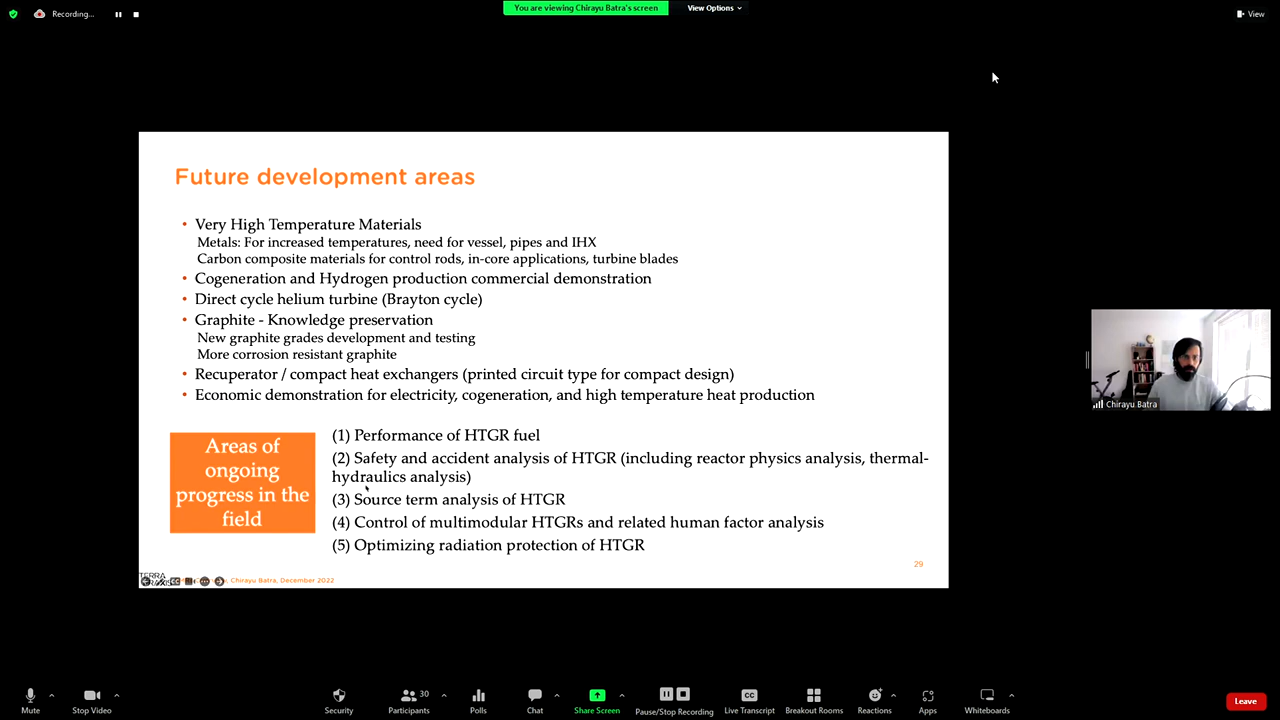 Recording...
You are viewing Chirayu Batra's screen
View Options
View
Future development areas
• Very High Temperature Materials
Metals: For increased temperatures, need for vessel, pipes and IHX
Carbon composite materials for control rods, in-core applications, turbine blades
• Cogeneration and Hydrogen production commercial demonstration
• Direct cycle helium turbine (Brayton cycle)
• Graphite - Knowledge preservation
New graphite grades development and testing
More corrosion resistant graphite
• Recuperator / compact heat exchangers (printed circuit type for compact design)
• Economic demonstration for electricity, cogeneration, and high temperature heat production
Areas of
ongoing
progress in the
field
(1) Performance of HTGR fuel
(2) Safety and accident analysis of HTGR (including reactor physics analysis, thermal-
hydraulics analysis)
(3) Source term analysis of HTGR
(4) Control of multimodular HTGRs and related human factor analysis
(5) Optimizing radiation protection of HTGR
29
TERRA
Chirayu Batra, December 2022
CC
Chirayu Batra
Mute
Stop Video
Security
30
Participants
Polls
Chat
Share Screen
Pause/Stop Recording
CC
Live Transcript
Breakout Rooms
Reactions
Apps
Whiteboards
Leave